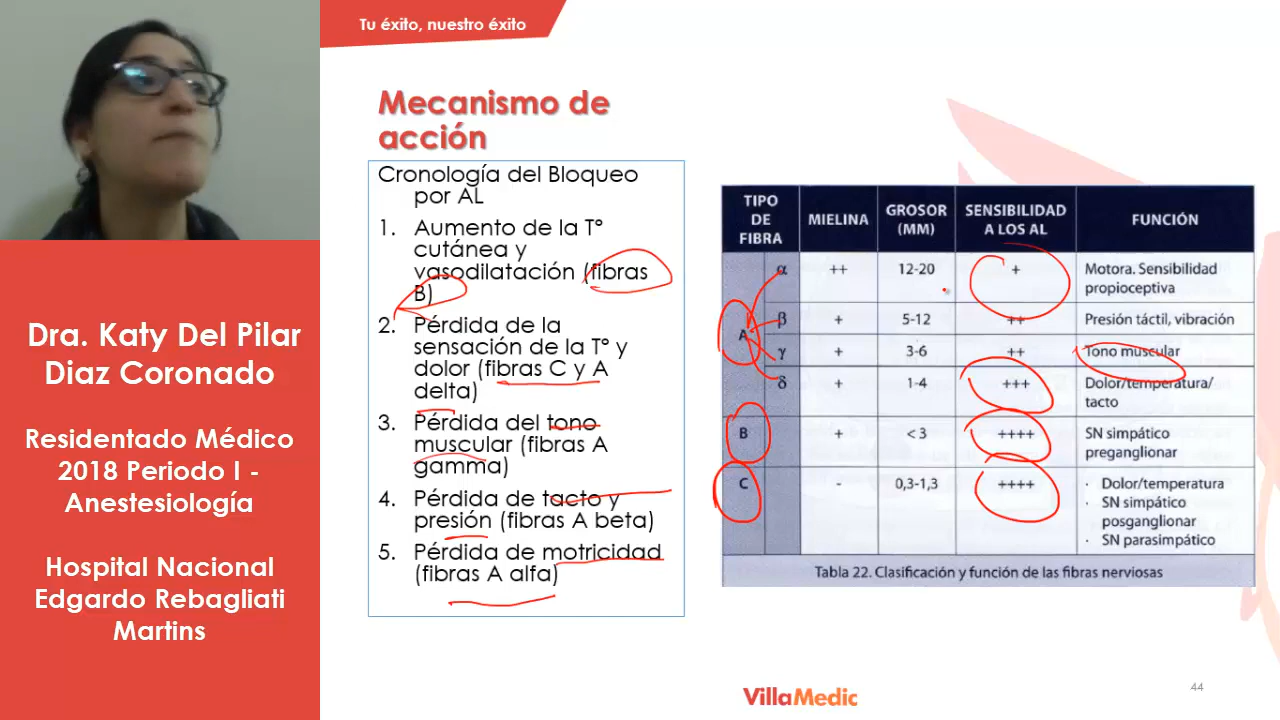 Tu éxito, nuestro éxito
Dra. Katy Del Pilar
Diaz Coronado
Residentado Médico
2018 Periodo I -
Anestesiología
Hospital Nacional
Edgardo Rebagliati
Martins
Mecanismo de
acción
Cronología del Bloqueo
por AL
1. Aumento de la T°
cutánea y
vasodilatación (fibras
B)
2. Pérdida de la
sensación de la T° y
dolor (fibras C y A
delta)
3. Pérdida del tono
muscular (fibras A
gamma)
4. Pérdida de tacto y
presión (fibras A beta)
5. Pérdida de motricidad
(fibras A alfa)
TIPO
DE
FIBRA
MIELINA
GROSOR
(MM)
SENSIBILIDAD
A LOS AL
FUNCIÓN
A
α ++ 12-20 + Motora. Sensibilidad
propioceptiva
β + 5-12 ++ Presión táctil, vibración
γ + 3-6 ++ Tono muscular
δ + 1-4 +++ Dolor/temperatura/
tacto
B + < 3 ++++ SN simpático
preganglionar
C - 0,3-1,3 ++++ · Dolor/temperatura
· SN simpático
posganglionar
· SN parasimpático
Tabla 22. Clasificación y función de las fibras nerviosas
VillaMedic
44